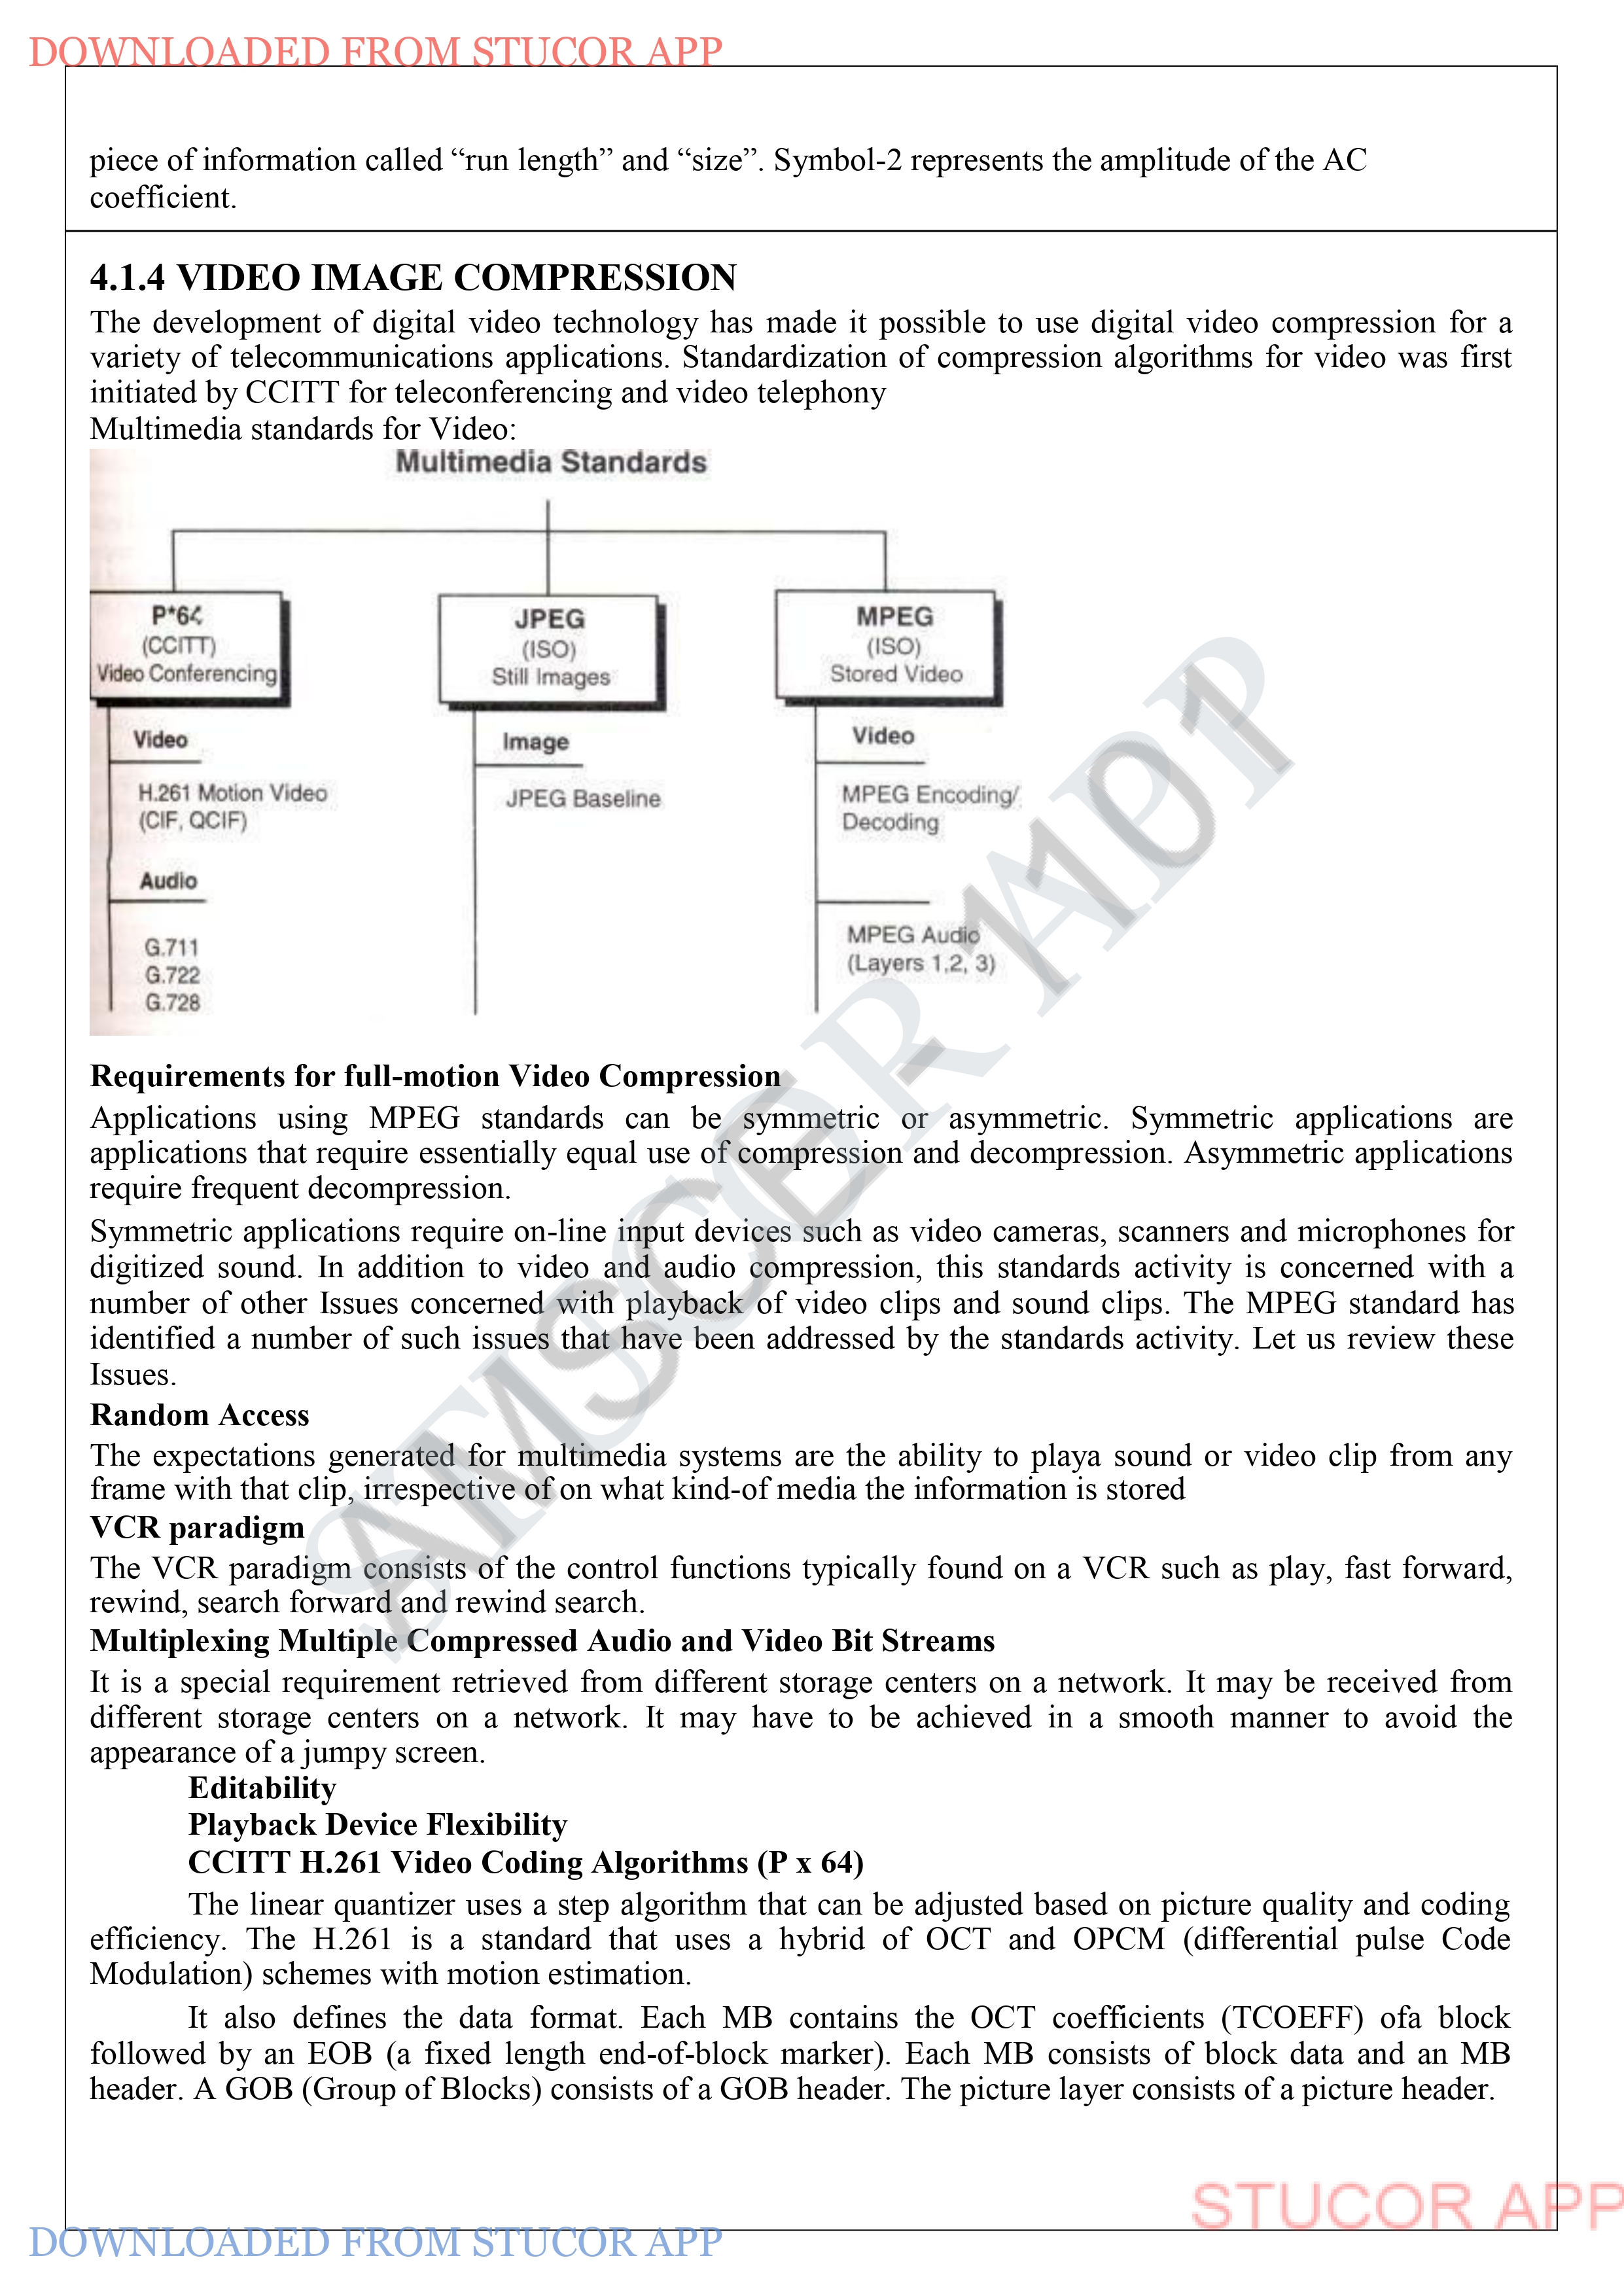 DOWNLOADED FROM STUCOR APP
piece of information called “run length” and “size”. Symbol-2 represents the amplitude of the AC
coefficient.
4.1.4 VIDEO IMAGE COMPRESSION
The development of digital video technology has made it possible to use digital video compression for a
variety of telecommunications applications. Standardization of compression algorithms for video was first
initiated by CCITT for teleconferencing and video telephony
Multimedia standards for Video:
Multimedia Standards
P*64
(CCITT)
Video Conferencing
Video
H.261 Motion Video
(CIF, QCIF)
Audio
G.711
G.722
G.728
JPEG
(ISO)
Still Images
Image
JPEG Baseline
MPEG
(ISO)
Stored Video
Video
MPEG Encoding/
Decoding
MPEG Audio
(Layers 1,2, 3)
Requirements for full-motion Video Compression
Applications using MPEG standards can be symmetric or asymmetric. Symmetric applications are
applications that require essentially equal use of compression and decompression. Asymmetric applications
require frequent decompression.
Symmetric applications require on-line input devices such as video cameras, scanners and microphones for
digitized sound. In addition to video and audio compression, this standards activity is concerned with a
number of other Issues concerned with playback of video clips and sound clips. The MPEG standard has
identified a number of such issues that have been addressed by the standards activity. Let us review these
Issues.
Random Access
The expectations generated for multimedia systems are the ability to playa sound or video clip from any
frame with that clip, irrespective of on what kind-of media the information is stored
VCR paradigm
The VCR paradigm consists of the control functions typically found on a VCR such as play, fast forward,
rewind, search forward and rewind search.
Multiplexing Multiple Compressed Audio and Video Bit Streams
It is a special requirement retrieved from different storage centers on a network. It may be received from
different storage centers on a network. It may have to be achieved in a smooth manner to avoid the
appearance of a jumpy screen.
Editability
Playback Device Flexibility
CCITT H.261 Video Coding Algorithms (P x 64)
The linear quantizer uses a step algorithm that can be adjusted based on picture quality and coding
efficiency. The H.261 is a standard that uses a hybrid of OCT and OPCM (differential pulse Code
Modulation) schemes with motion estimation.
It also defines the data format. Each MB contains the OCT coefficients (TCOEFF) ofa block
followed by an EOB (a fixed length end-of-block marker). Each MB consists of block data and an MB
header. A GOB (Group of Blocks) consists of a GOB header. The picture layer consists of a picture header.
STUCOR APP
AMSCE - 1101
STUCOR APP
DOWNLOADED FROM STUCOR APP